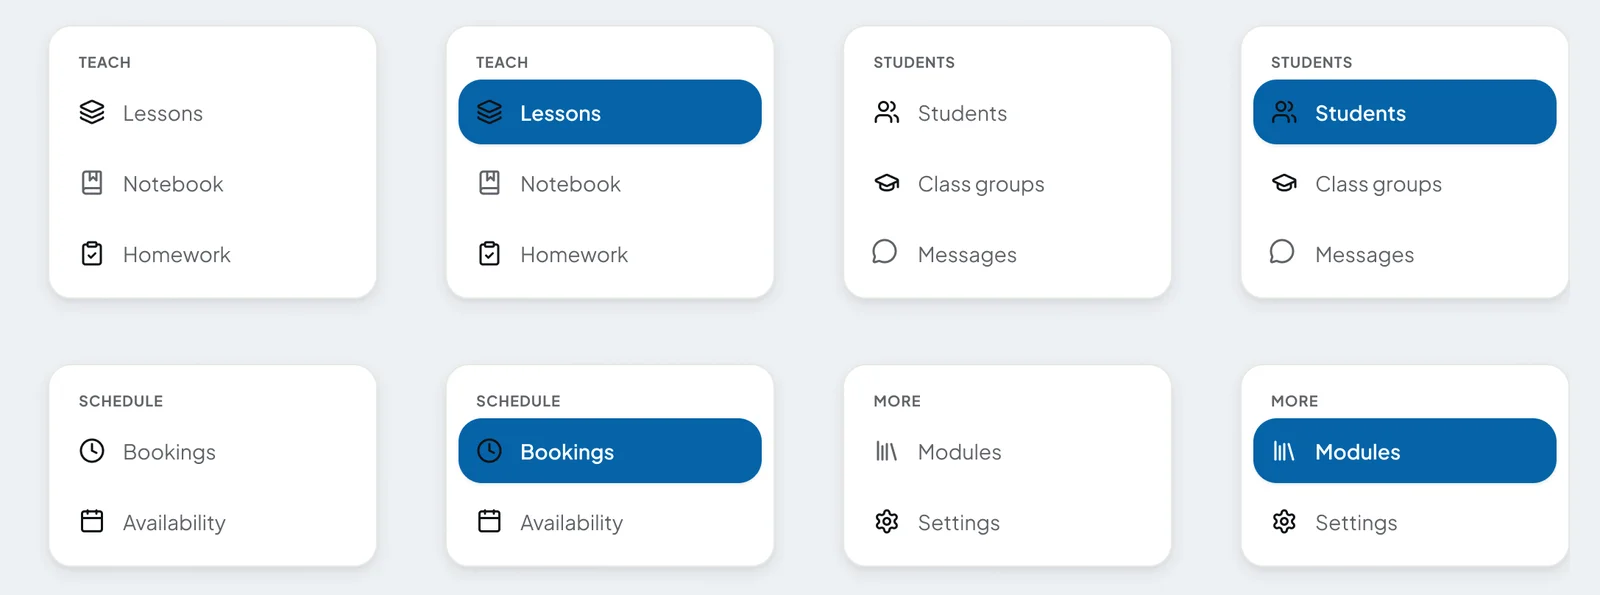 TEACH
Lessons
Notebook
Homework
TEACH
Lessons
Notebook
Homework
STUDENTS
Students
Class groups
Messages
STUDENTS
Students
Class groups
Messages
SCHEDULE
Bookings
Availability
SCHEDULE
Bookings
Availability
MORE
Modules
Settings
MORE
Modules
Settings